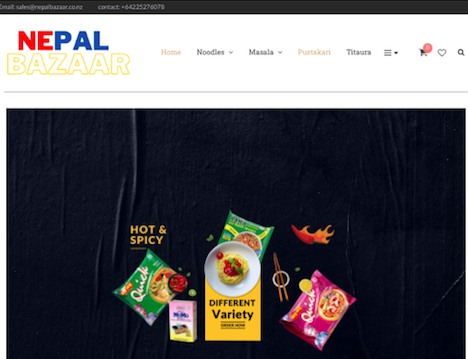 Email: sales@nepalbazaar.co.nz contact: +64225276078
NEPAL
BAZAAR
Home Noodles Masala Pustakari Titaura
0
HOT &
SPICY
Quick
MoMo
DIFFERENT
Variety
ORDER NOW
Quick